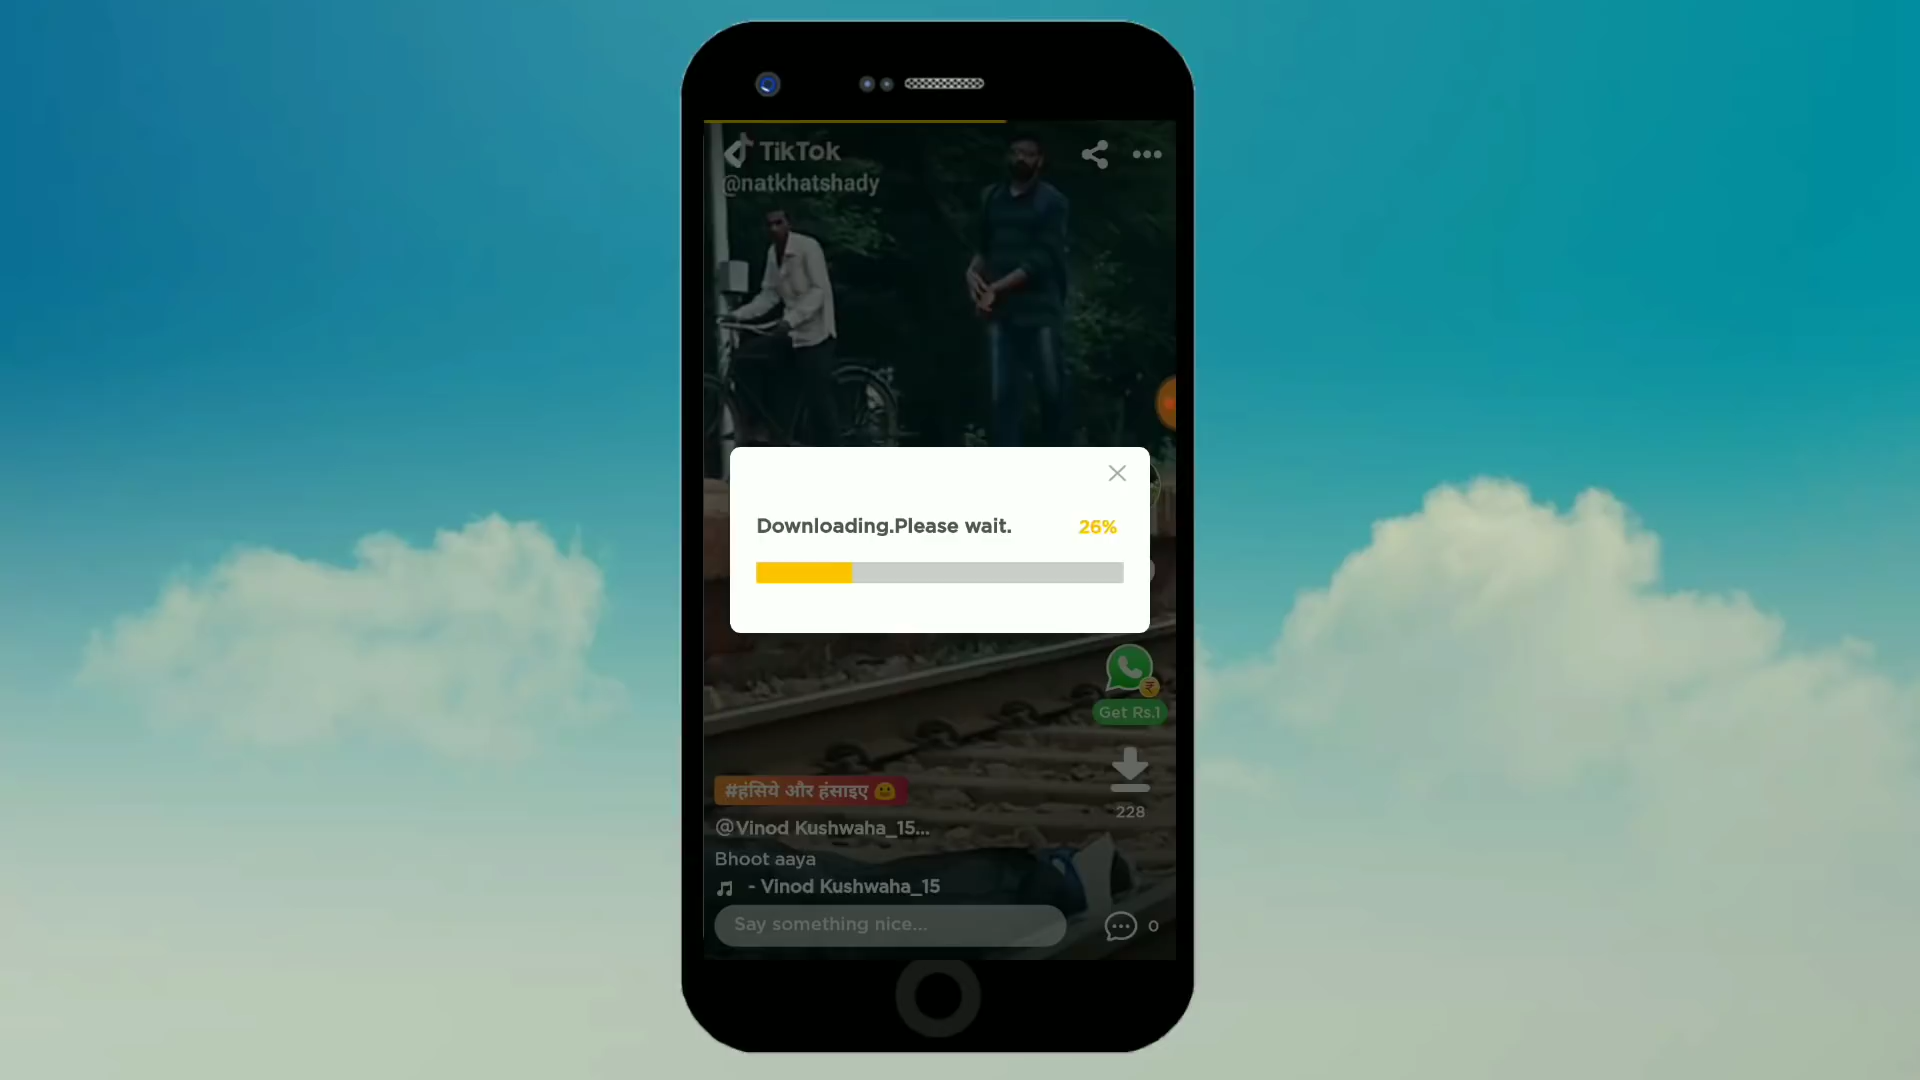 TikTok
@natkhatshady
Downloading.Please wait.
26%
Get Rs.1
228
#हंसिये और हंसाइए
@Vinod Kushwaha_15...
Bhoot aaya
- Vinod Kushwaha_15
Say something nice...
0